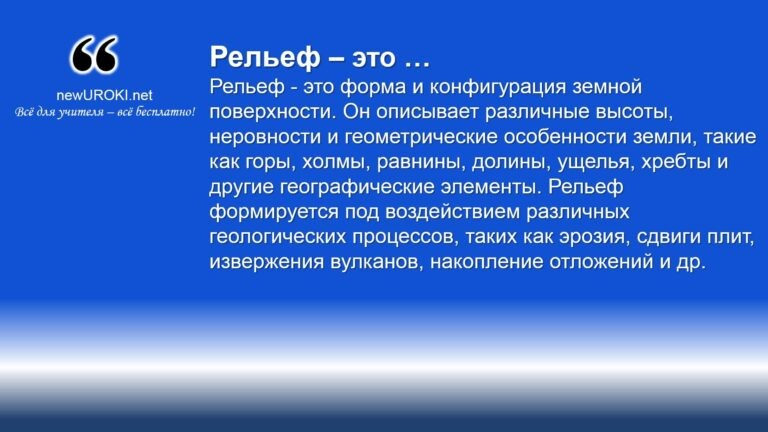 ❝
newUROKI.net
Всё для учителя – всё бесплатно!
Рельеф – это …
Рельеф - это форма и конфигурация земной
поверхности. Он описывает различные высоты,
неровности и геометрические особенности земли, такие
как горы, холмы, равнины, долины, ущелья, хребты и
другие географические элементы. Рельеф
формируется под воздействием различных
геологических процессов, таких как эрозия, сдвиги плит,
извержения вулканов, накопление отложений и др.